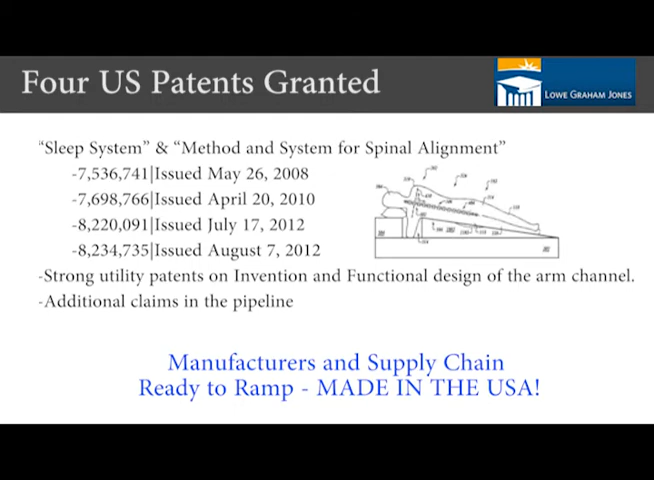 Four US Patents Granted
LOWE GRAHAM JONES
"Sleep System" & "Method and System for Spinal Alignment"
-7,536,741|Issued May 26, 2008
-7,698,766|Issued April 20, 2010
-8,220,091|Issued July 17, 2012
-8,234,735|Issued August 7, 2012
-Strong utility patents on Invention and Functional design of the arm channel.
-Additional claims in the pipeline
Manufacturers and Supply Chain
Ready to Ramp - MADE IN THE USA!